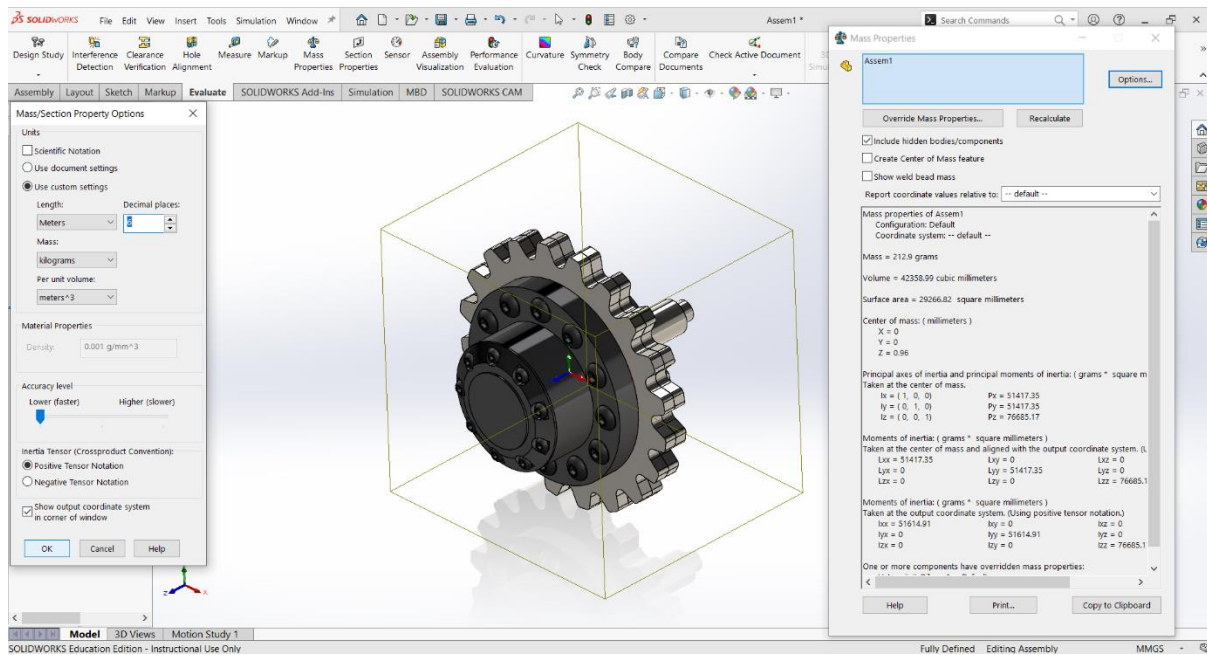 SOLIDWORKS File Edit View Insert Tools Simulation Window Assem1 * Search Commands
Design Study Interference Detection Clearance Verification Hole Alignment Measure Markup Mass Properties Section Properties Sensor Assembly Visualization Performance Evaluation Curvature Symmetry Check Body Compare Compare Documents Check Active Document
Assembly Layout Sketch Markup Evaluate SOLIDWORKS Add-Ins Simulation MBD SOLIDWORKS CAM
Mass/Section Property Options
Units
Scientific Notation
Use document settings
Use custom settings
Length: Decimal places:
Meters 6
Mass:
kilograms
Per unit volume:
meters^3
Material Properties
Density: 0.001 g/mm^3
Accuracy level
Lower (faster) Higher (slower)
Inertia Tensor (Crossproduct Convention):
Positive Tensor Notation
Negative Tensor Notation
Show output coordinate system
in corner of window
OK Cancel Help
Mass Properties
Assem1
Options...
Override Mass Properties... Recalculate
Include hidden bodies/components
Create Center of Mass feature
Show weld bead mass
Report coordinate values relative to: -- default --
Mass properties of Assem1
Configuration: Default
Coordinate system: -- default --
Mass = 212.9 grams
Volume = 42358.99 cubic millimeters
Surface area = 29266.82 square millimeters
Center of mass: ( millimeters )
X = 0
Y = 0
Z = 0.96
Principal axes of inertia and principal moments of inertia: ( grams * square m
Taken at the center of mass.
Ix = ( 1, 0, 0) Px = 51417.35
Iy = ( 0, 1, 0) Py = 51417.35
Iz = ( 0, 0, 1) Pz = 76685.17
Moments of inertia: ( grams * square millimeters )
Taken at the center of mass and aligned with the output coordinate system. (L
Lxx = 51417.35 Lxy = 0 Lxz = 0
Lyx = 0 Lyy = 51417.35 Lyz = 0
Lzx = 0 Lzy = 0 Lzz = 76685.1
Moments of inertia: ( grams * square millimeters )
Taken at the output coordinate system. (Using positive tensor notation.)
Ixx = 51614.91 Ixy = 0 Ixz = 0
Iyx = 0 Iyy = 51614.91 Iyz = 0
Izx = 0 Izy = 0 Izz = 76685.1
One or more components have overridden mass properties:
Help Print... Copy to Clipboard
Z X
Model 3D Views Motion Study 1
SOLIDWORKS Education Edition - Instructional Use Only Fully Defined Editing Assembly MMGS